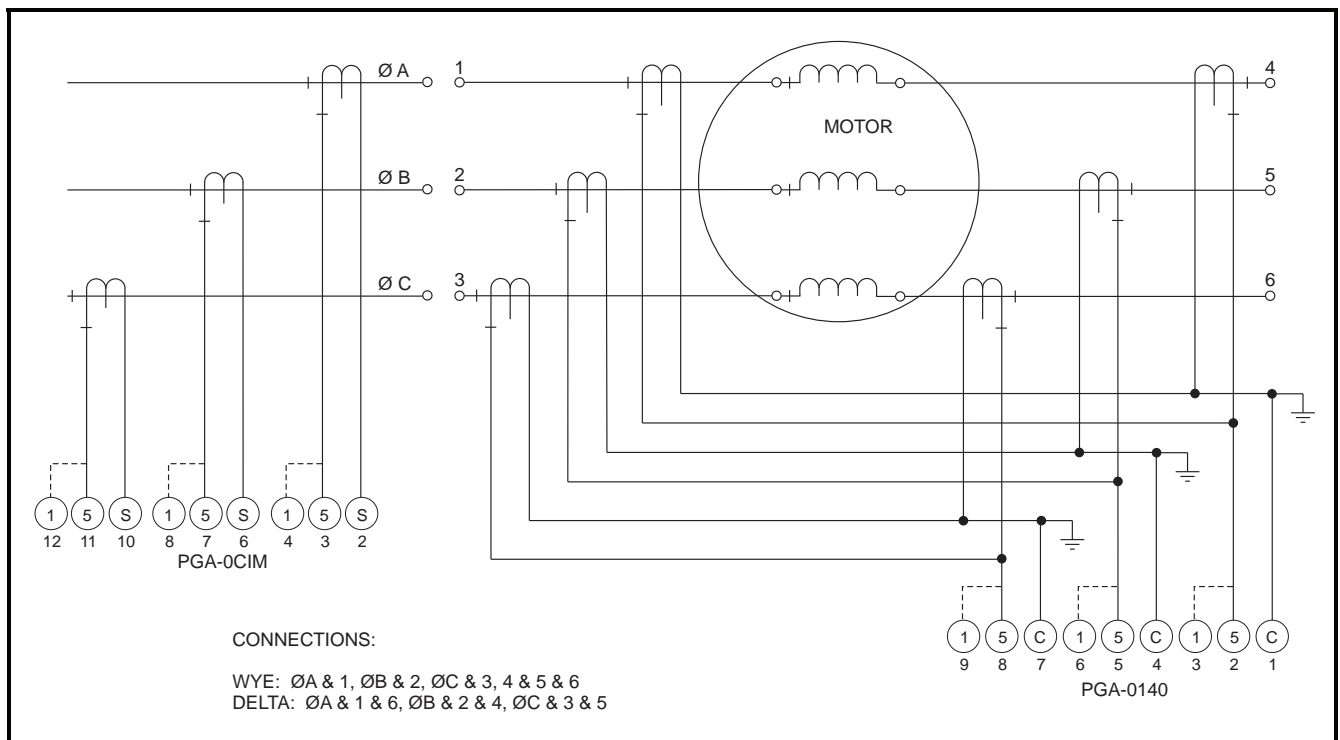 Ø A
1
4
MOTOR
Ø B
2
5
Ø C
3
6
1 5 S 1 5 S 1 5 S
12 11 10 8 7 6 4 3 2
PGA-0CIM
1 5 C 1 5 C 1 5 C
9 8 7 6 5 4 3 2 1
PGA-0140
CONNECTIONS:
WYE: ØA & 1, ØB & 2, ØC & 3, 4 & 5 & 6
DELTA: ØA & 1 & 6, ØB & 2 & 4, ØC & 3 & 5